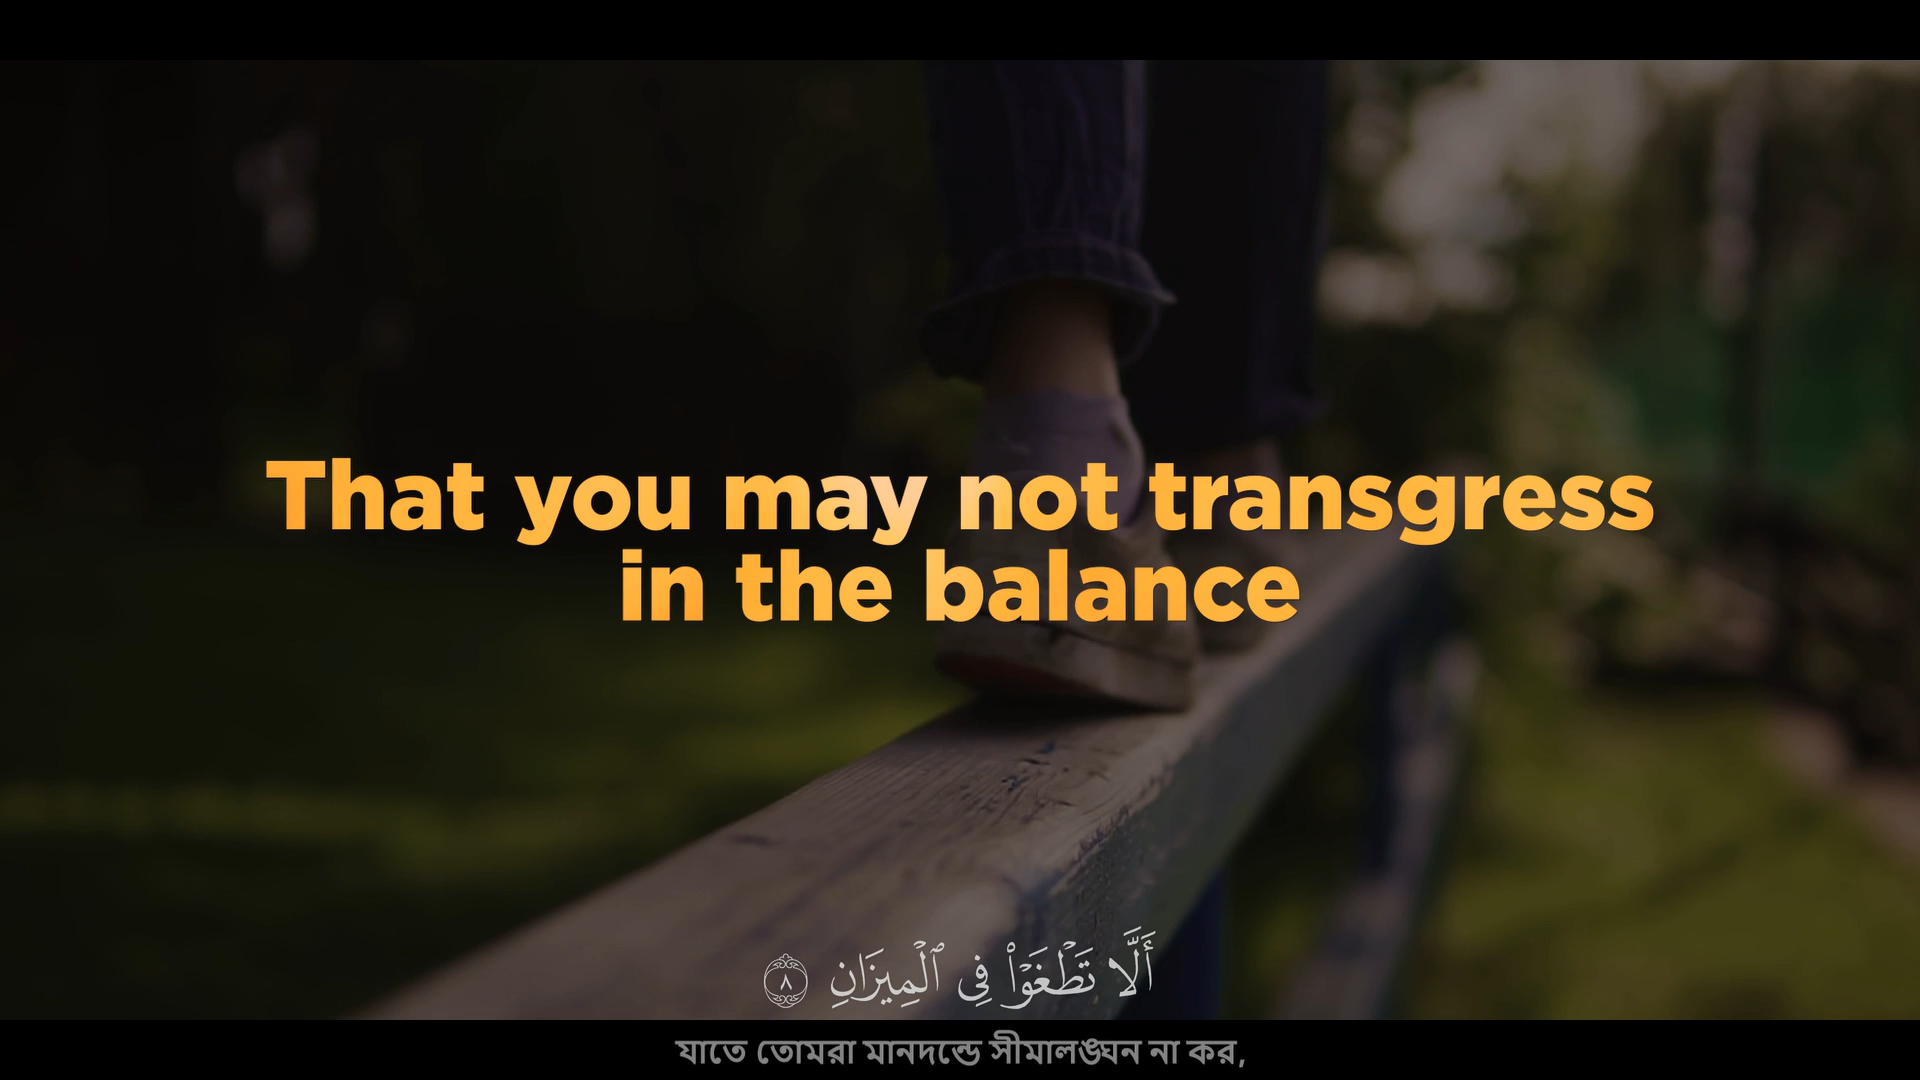 That you may not transgress
in the balance
أَلَّا تَطْغَوْا۟ فِى ٱلْمِيزَانِ ٨
যাতে তোমরা মানদন্ডে সীমালঙ্ঘন না কর,